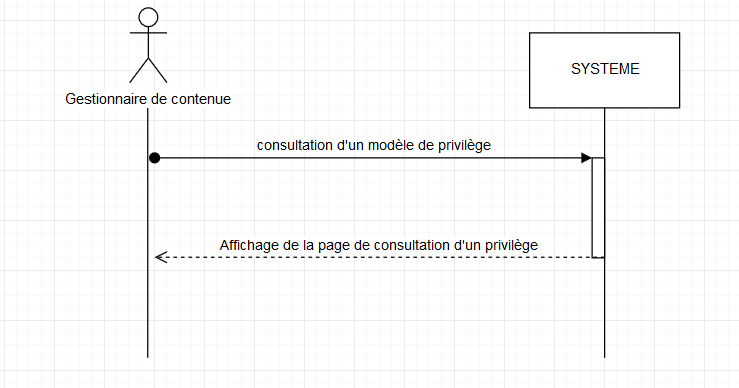 SYSTEME
Gestionnaire de contenue
consultation d'un modèle de privilège
Affichage de la page de consultation d'un privilège